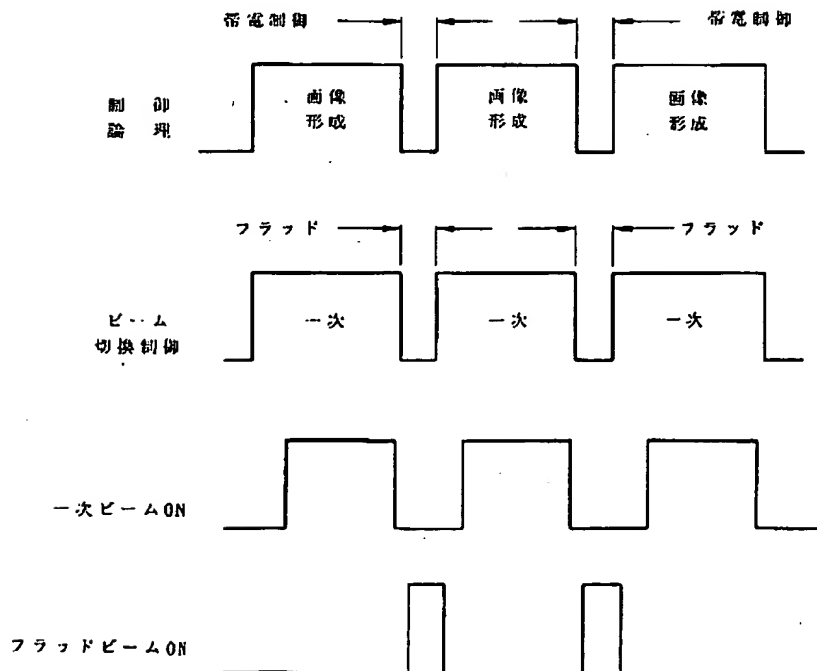 帯電制御 帯電制御
制御 画像 画像 画像
論理 形成 形成 形成
フラッド フラッド
ビーム 一次 一次 一次
切換制御
一次ビームON
フラッドビームON